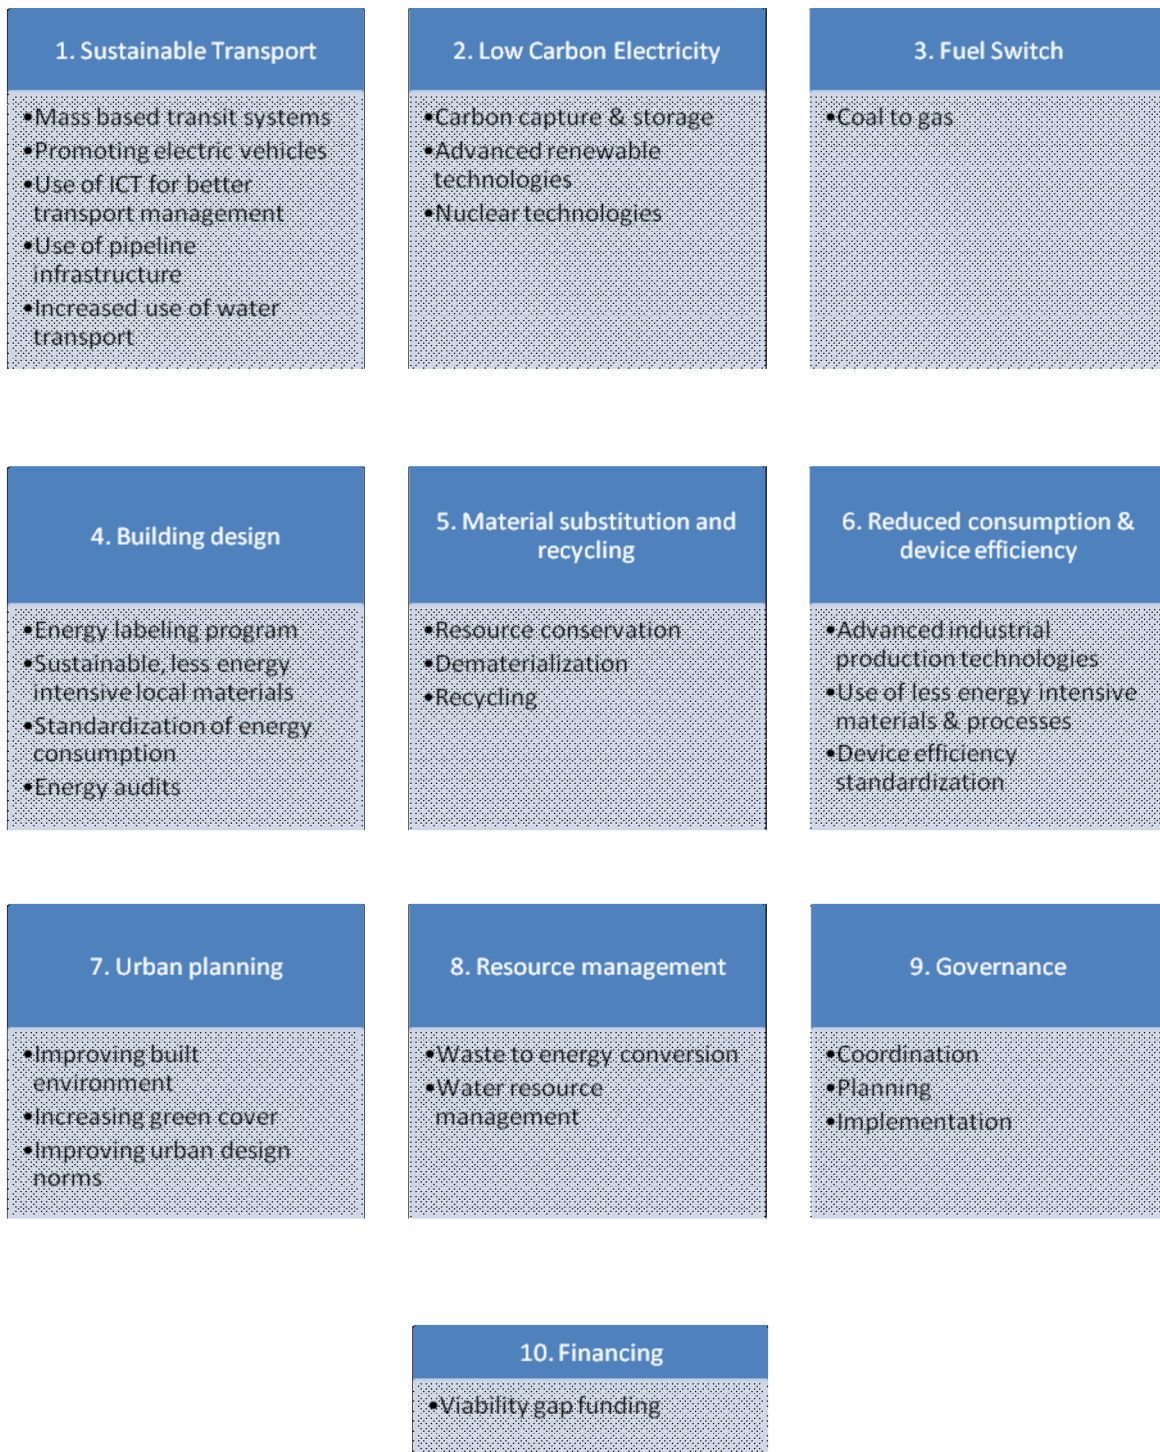 1. Sustainable Transport
•Mass based transit systems
•Promoting electric vehicles
•Use of ICT for better
transport management
•Use of pipeline
infrastructure
•Increased use of water
transport
2. Low Carbon Electricity
•Carbon capture & storage
•Advanced renewable
technologies
•Nuclear technologies
3. Fuel Switch
•Coal to gas
4. Building design
•Energy labeling program
•Sustainable, less energy
intensive local materials
•Standardization of energy
consumption
•Energy audits
5. Material substitution and
recycling
•Resource conservation
•Dematerialization
•Recycling
6. Reduced consumption &
device efficiency
•Advanced industrial
production technologies
•Use of less energy intensive
materials & processes
•Device efficiency
standardization
7. Urban planning
•Improving built
environment
•Increasing green cover
•Improving urban design
norms
8. Resource management
•Waste to energy conversion
•Water resource
management
9. Governance
•Coordination
•Planning
•Implementation
10. Financing
•Viability gap funding